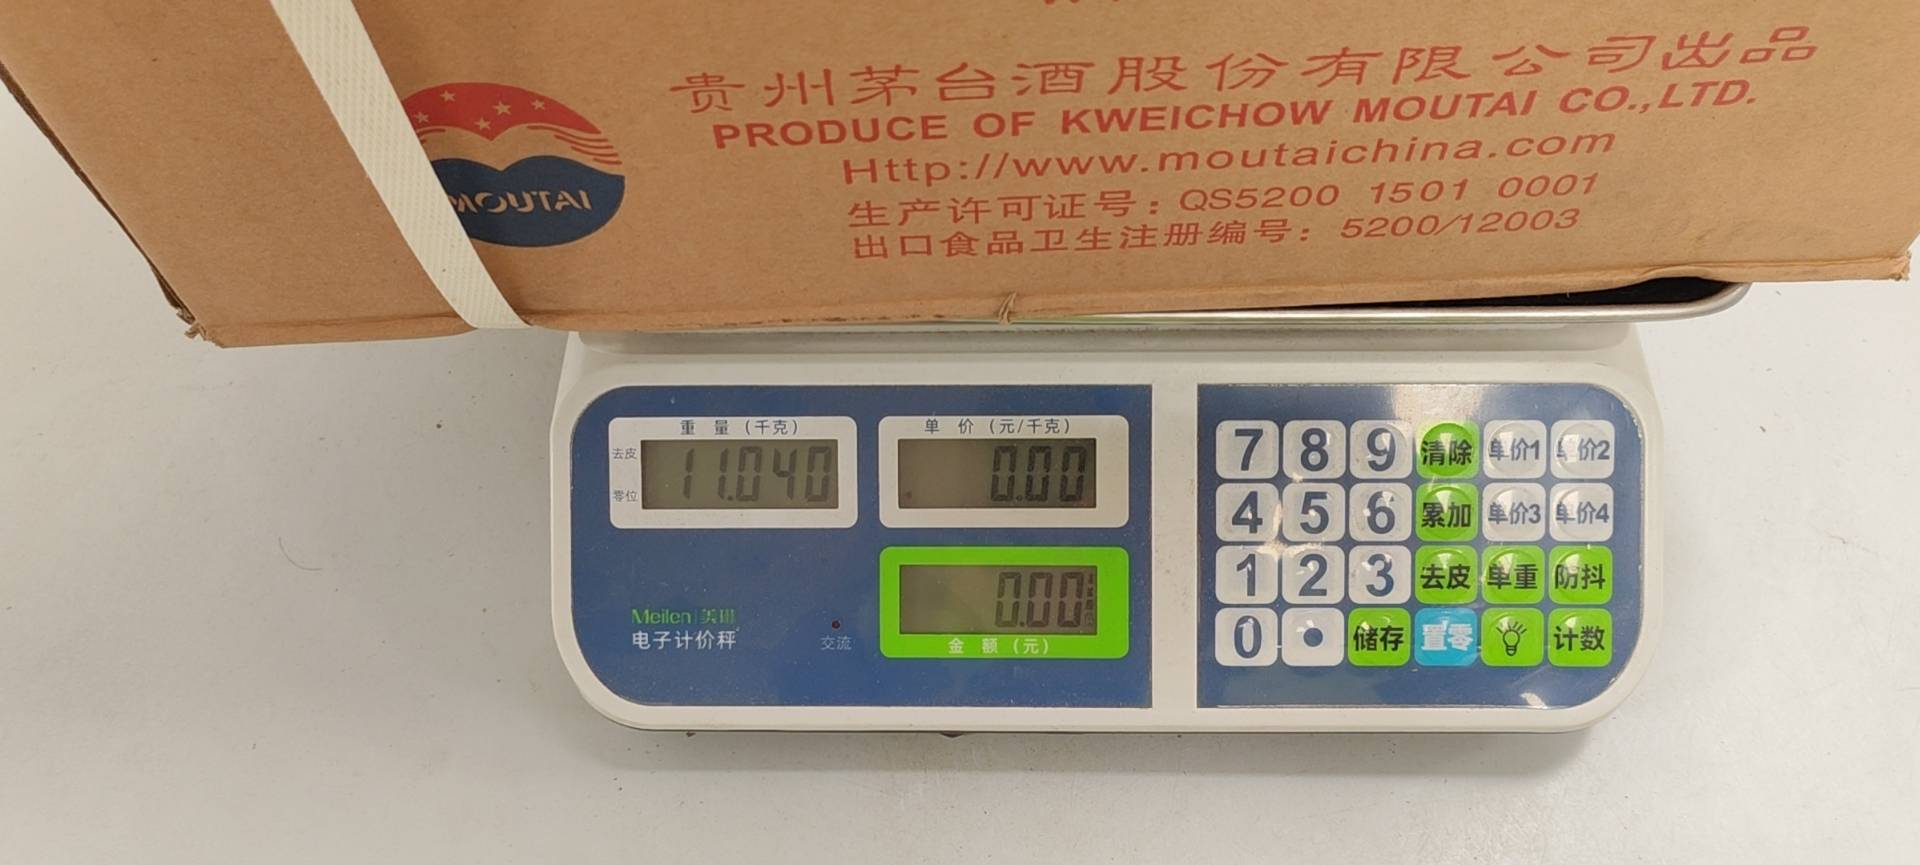 贵州茅台酒股份有限公司出品
PRODUCE OF KWEICHOW MOUTAI CO.,LTD.
Http://www.moutaichina.com
生产许可证号：QS5200 1501 0001
出口食品卫生注册编号：5200/12003
MOUTAI
重 量（千克）
去皮
零位
11.040
单 价（元/千克）
0.00
0.00
金 额（元）
Meilen 美琳
电子计价秤
交流
7 8 9 清除 单价1 单价2
4 5 6 累加 单价3 单价4
1 2 3 去皮 单重 防抖
0 • 储存 置零 计数